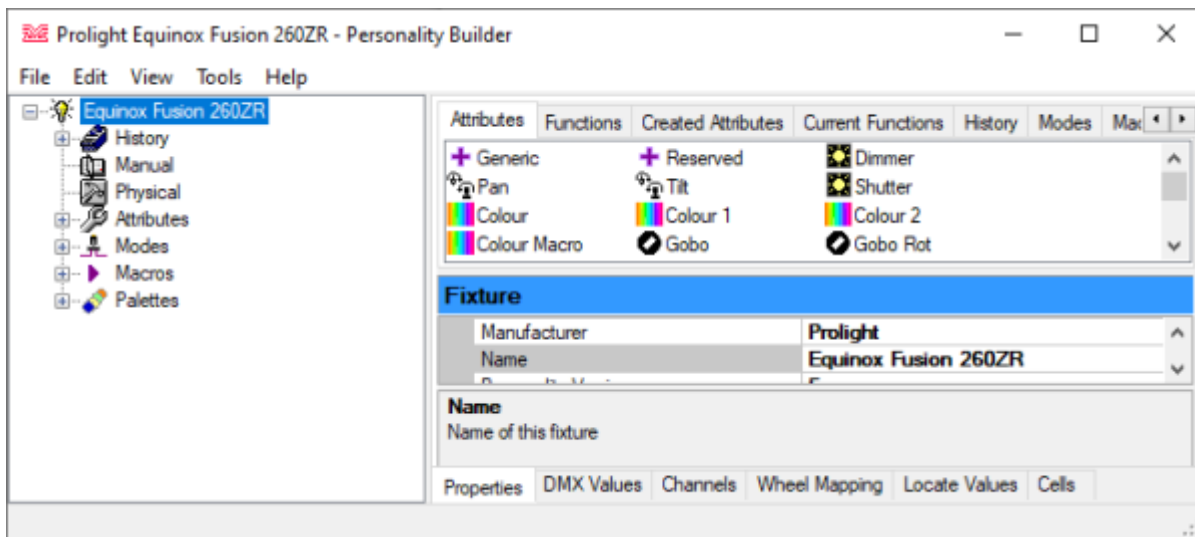 Prolight Equinox Fusion 260ZR - Personality Builder
File Edit View Tools Help
Equinox Fusion 260ZR
History
Manual
Physical
Attributes
Modes
Macros
Palettes
Attributes Functions Created Attributes Current Functions History Modes
Generic Reserved Dimmer
Pan Tilt Shutter
Colour Colour 1 Colour 2
Colour Macro Gobo Gobo Rot
Fixture
Manufacturer Prolight
Name Equinox Fusion 260ZR
Name
Name of this fixture
Properties DMX Values Channels Wheel Mapping Locate Values Cells